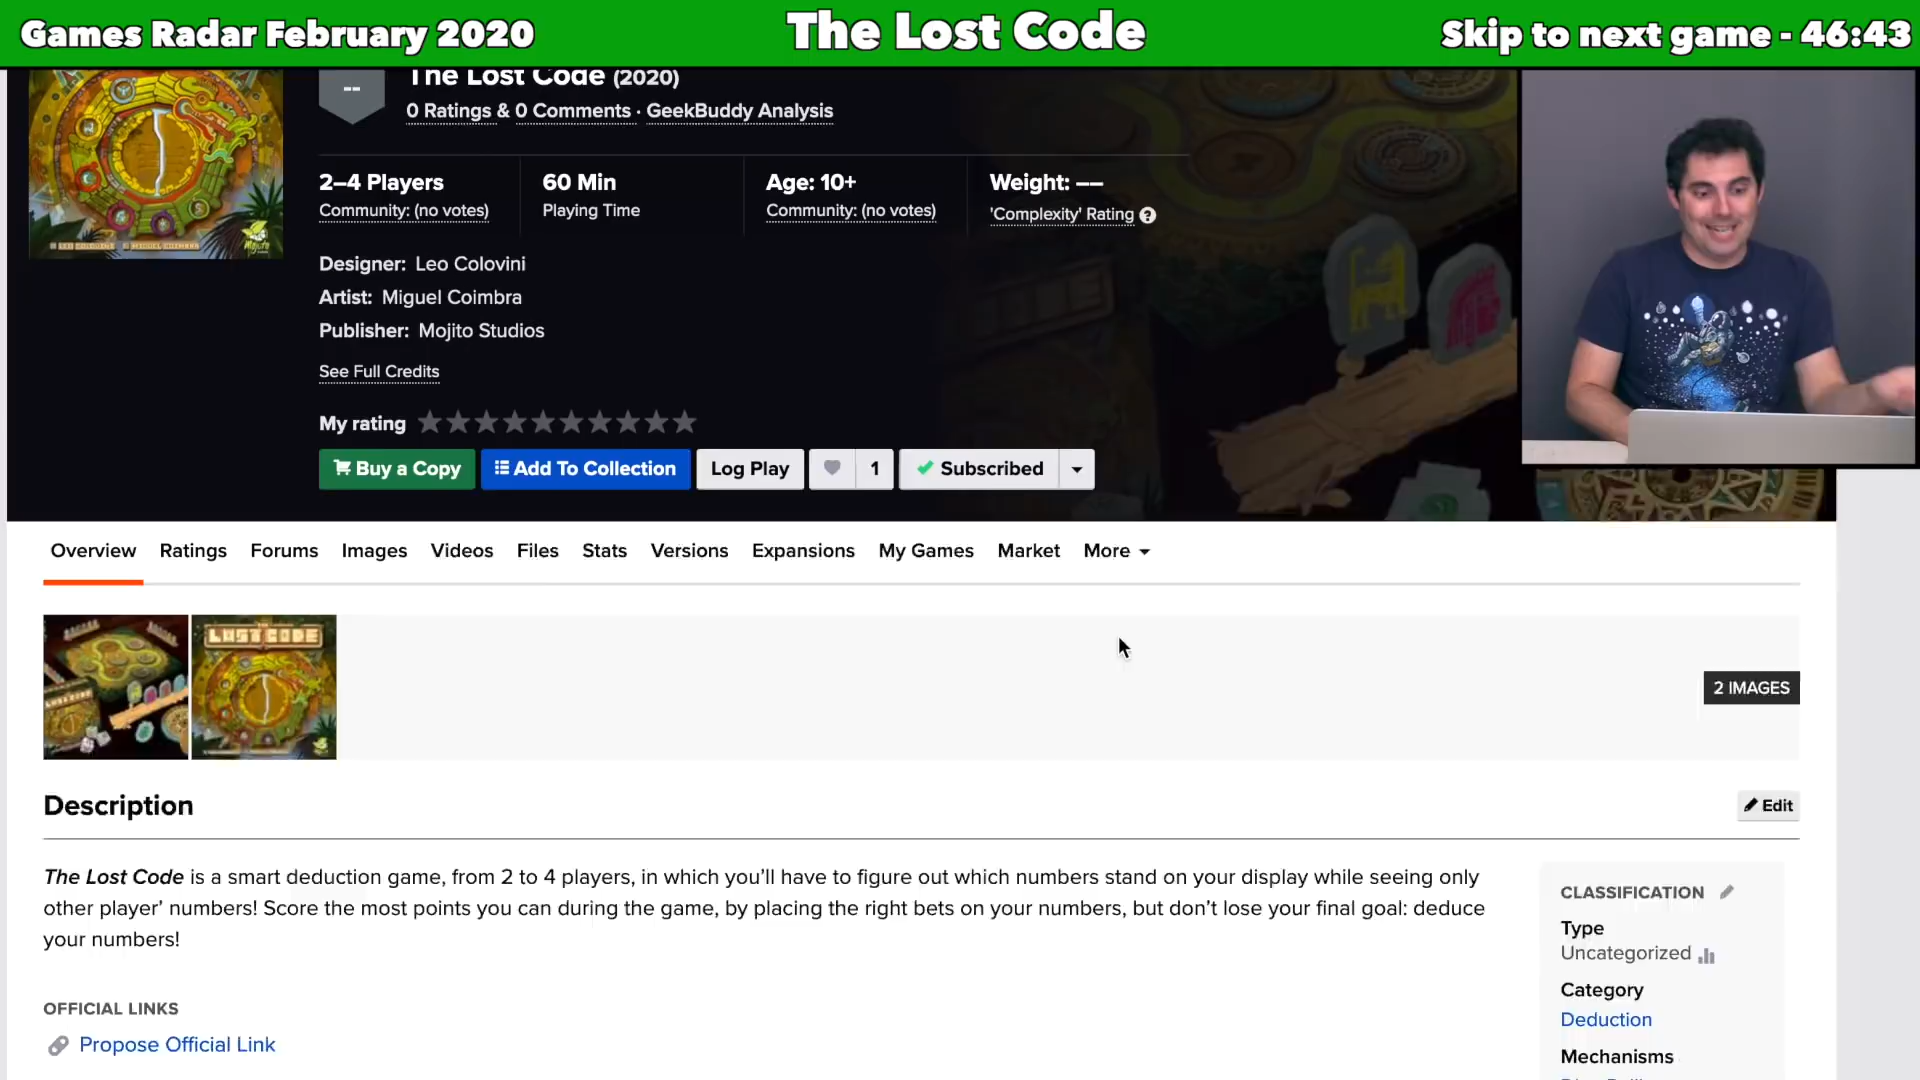 Games Radar February 2020
The Lost Code
Skip to next game - 46:43
--
The Lost Code (2020)
0 Ratings & 0 Comments · GeekBuddy Analysis
2–4 Players
Community: (no votes)
60 Min
Playing Time
Age: 10+
Community: (no votes)
Weight: --
'Complexity' Rating ?
Designer: Leo Colovini
Artist: Miguel Coimbra
Publisher: Mojito Studios
See Full Credits
My rating
Buy a Copy
Add To Collection
Log Play
1
Subscribed
Overview
Ratings
Forums
Images
Videos
Files
Stats
Versions
Expansions
My Games
Market
More
LOST CODE
2 IMAGES
Description
Edit
The Lost Code is a smart deduction game, from 2 to 4 players, in which you’ll have to figure out which numbers stand on your display while seeing only
other player’ numbers! Score the most points you can during the game, by placing the right bets on your numbers, but don’t lose your final goal: deduce
your numbers!
CLASSIFICATION
Type
Uncategorized
Category
Deduction
Mechanisms
OFFICIAL LINKS
Propose Official Link